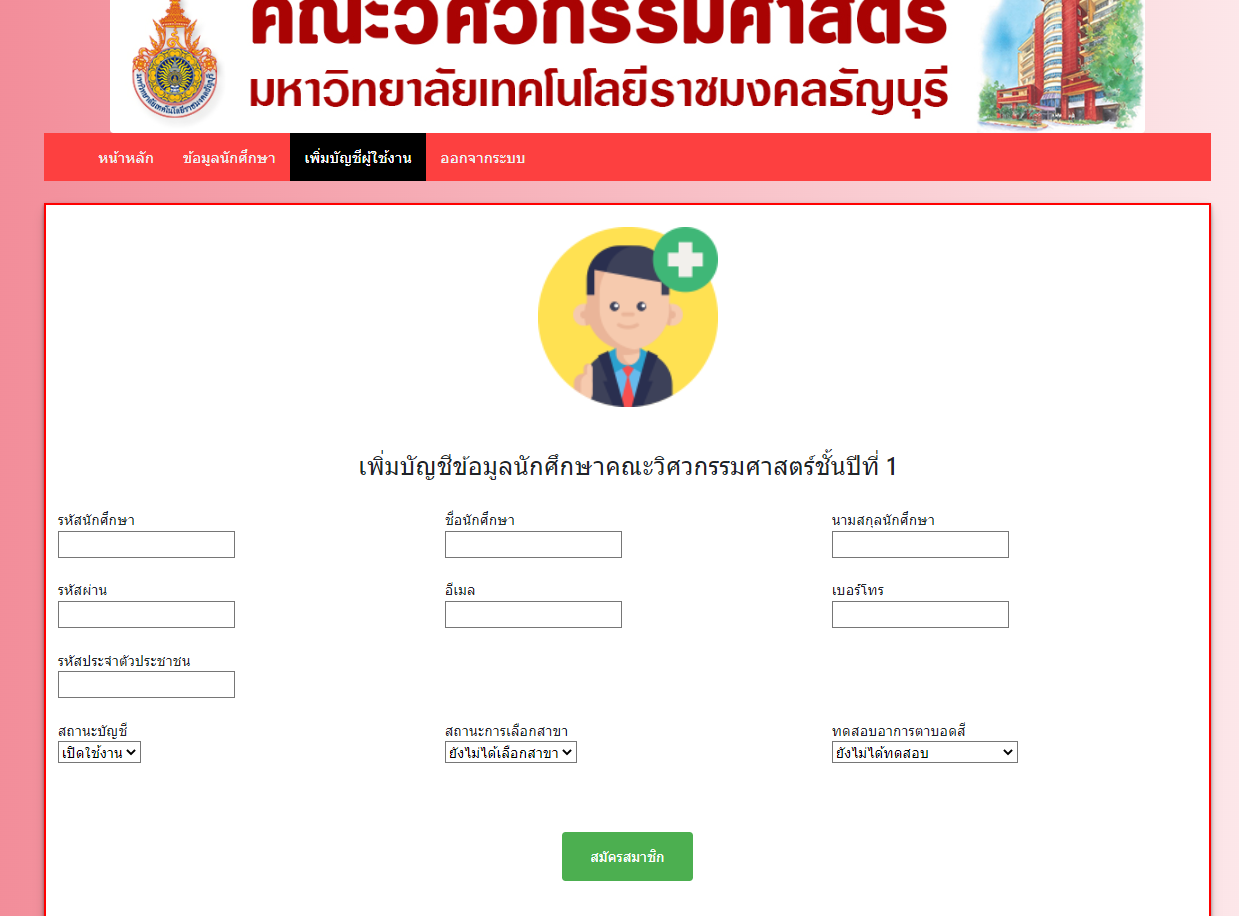 คณะวิศวกรรมศาสตร์
มหาวิทยาลัยเทคโนโลยีราชมงคลธัญบุรี
หน้าหลัก ข้อมูลนักศึกษา เพิ่มบัญชีผู้ใช้งาน ออกจากระบบ
เพิ่มบัญชีข้อมูลนักศึกษาคณะวิศวกรรมศาสตร์ชั้นปีที่ 1
รหัสนักศึกษา ชื่อนักศึกษา นามสกุลนักศึกษา
รหัสผ่าน อีเมล เบอร์โทร
รหัสประจำตัวประชาชน
สถานะบัญชี สถานะการเลือกสาขา ทดสอบอาการตาบอดสี
เปิดใช้งาน ยังไม่ได้เลือกสาขา ยังไม่ได้ทดสอบ
สมัครสมาชิก